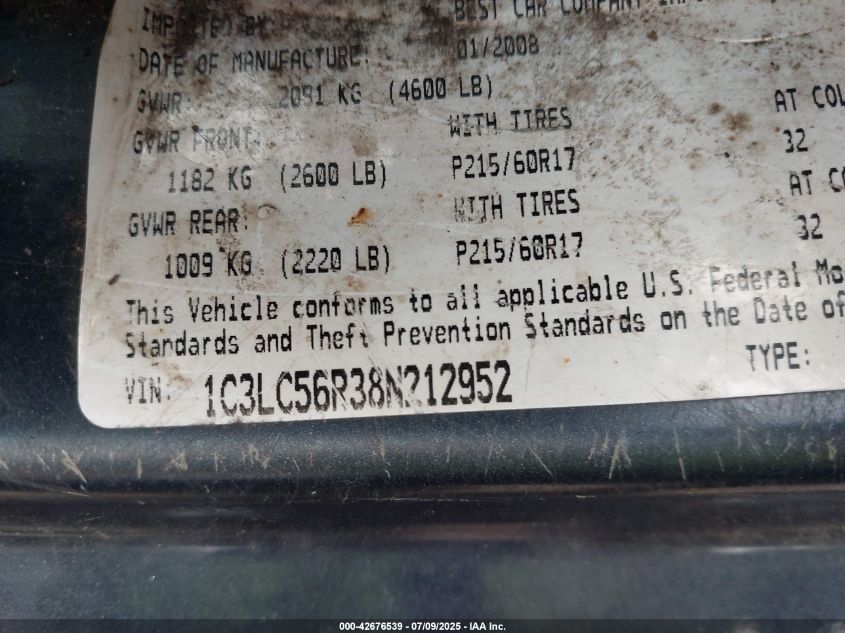 IMPORTED BY: BEST CAR COMPANY
DATE OF MANUFACTURE: 01/2008
GVWR: 2091 KG (4600 LB)
GVWR FRONT: WITH TIRES AT COL
1182 KG (2600 LB) P215/60R17 32
GVWR REAR: WITH TIRES AT CO
1009 KG (2220 LB) P215/60R17 32
This Vehicle conforms to all applicable U.S. Federal Mo
Standards and Theft Prevention Standards on the Date of
VIN: 1C3LC56R38N212952 TYPE:
000-42676539 - 07/09/2025 - IAA Inc.